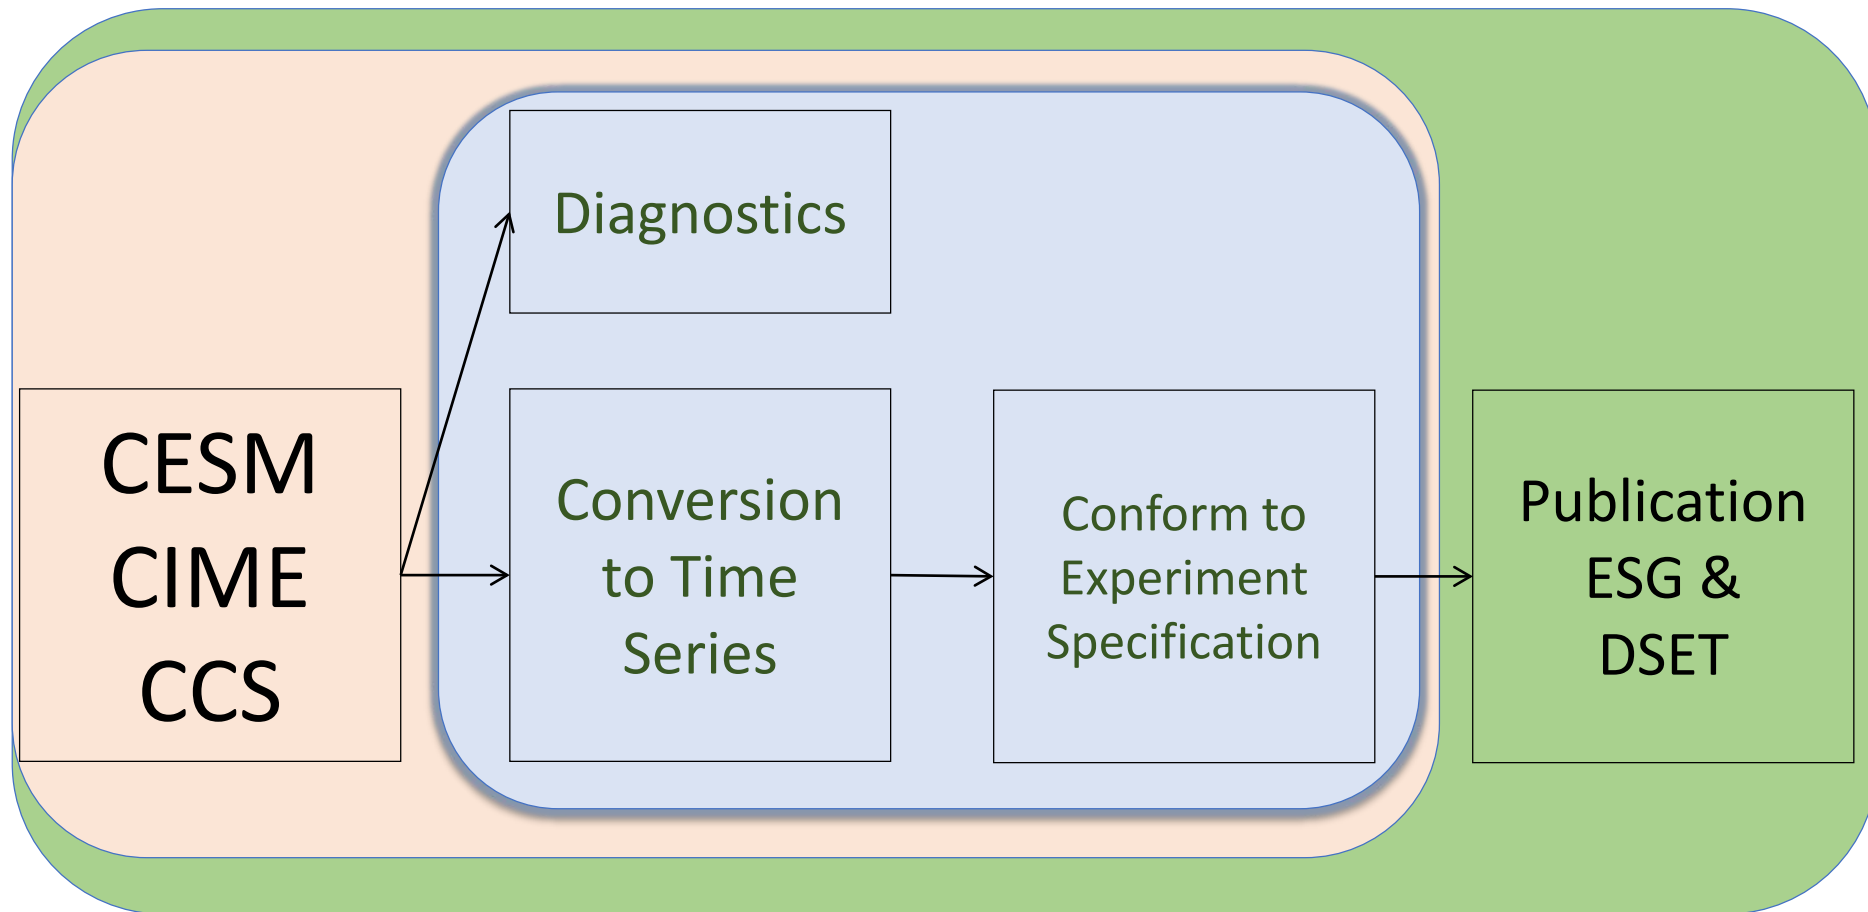 Diagnostics
CESM
CIME
CCS
Conversion
to Time
Series
Conform to
Experiment
Specification
Publication
ESG &
DSET